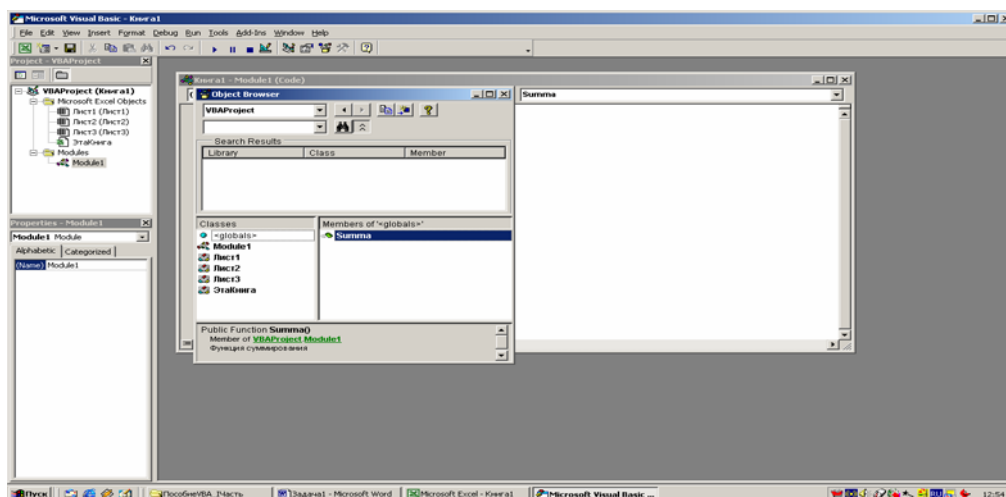 Microsoft Visual Basic - Книга1
File Edit View Insert Format Debug Run Tools Add-Ins Window Help
Project - VBAProject
VBAProject (Книга1)
Microsoft Excel Objects
Лист1 (Лист1)
Лист2 (Лист2)
Лист3 (Лист3)
ЭтаКнига
Modules
Module1
Properties - Module1
Module1 Module
Alphabetic Categorized
(Name) Module1
Книга1 - Module1 (Code)
Summa
Object Browser
VBAProject
Search Results
Library Class Member
Classes
Members of '<globals>'
<globals>
Summa
Module1
Лист1
Лист2
Лист3
ЭтаКнига
Public Function Summa()
Member of VBAProject.Module1
Функция суммирования
Пуск
ПособиеVBA_IЧасть
Задача1 - Microsoft Word
Microsoft Excel - Книга1
Microsoft Visual Basic ...